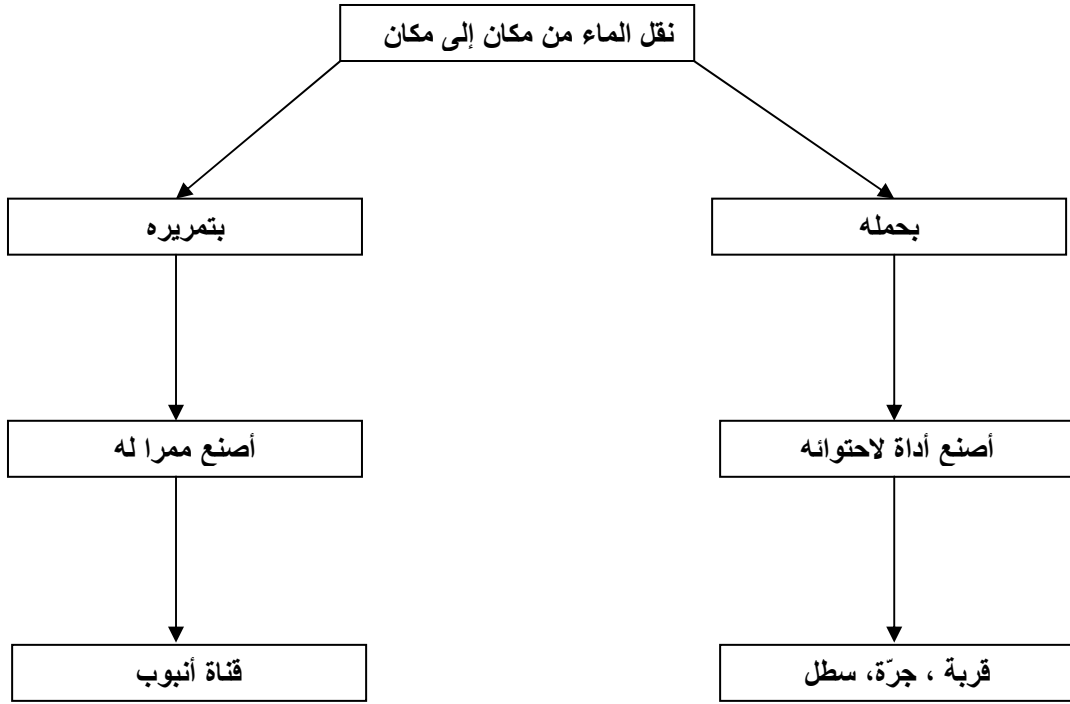 نقل الماء من مكان إلى مكان
بحمله
بتمريره
أصنع أداة لاحتوائه
أصنع ممرا له
قربة ، جرّة، سطل
قناة أنبوب